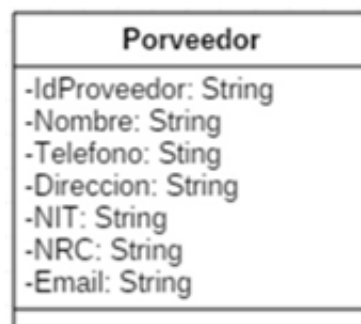 Porveedor
-IdProveedor: String
-Nombre: String
-Telefono: Sting
-Direccion: String
-NIT: String
-NRC: String
-Email: String